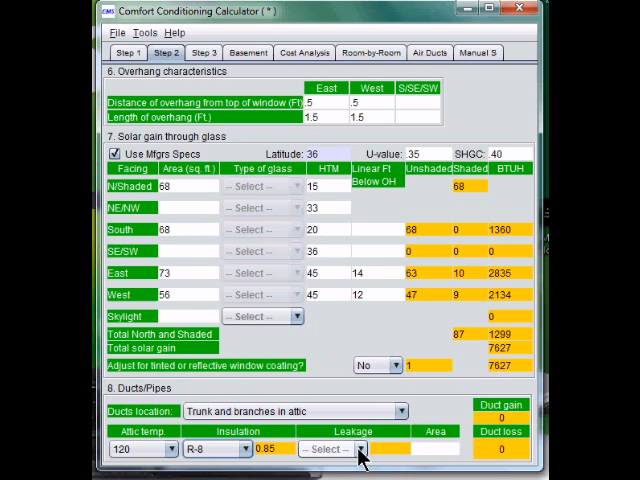 CMS Comfort Conditioning Calculator ( * )
File Tools Help
Step 1 Step 2 Step 3 Basement Cost Analysis Room-by-Room Air Ducts Manual S
6. Overhang characteristics
East West S/SE/SW
Distance of overhang from top of window (Ft) .5 .5
Length of overhang (Ft.) 1.5 1.5
7. Solar gain through glass
Use Mfgrs Specs Latitude: 36 U-value: .35 SHGC: .40
Facing Area (sq. ft.) Type of glass HTM Linear Ft Unshaded Shaded BTUH
Below OH
N/Shaded 68 -- Select -- 15 68
NE/NW -- Select -- 33
South 68 -- Select -- 20 68 0 1360
SE/SW -- Select -- 36 0 0 0
East 73 -- Select -- 45 14 63 10 2835
West 56 -- Select -- 45 12 47 9 2134
Skylight -- Select -- 0
Total North and Shaded 87 1299
Total solar gain 7627
Adjust for tinted or reflective window coating? No 1 7627
8. Ducts/Pipes
Ducts location: Trunk and branches in attic Duct gain
0
Attic temp. Insulation Leakage Area Duct loss
120 R-8 0.85 -- Select -- 0